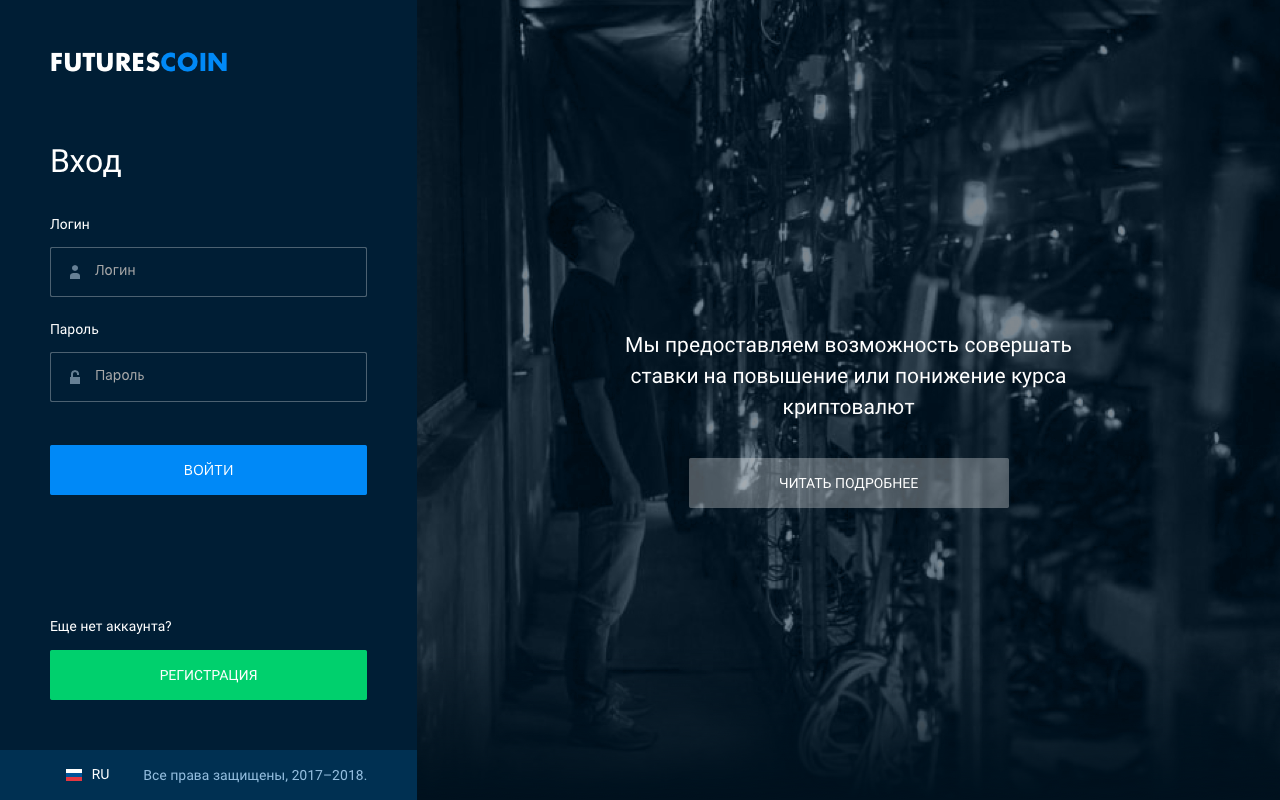 FUTURESCOIN
Вход
Логин
Логин
Пароль
Пароль
ВОЙТИ
Еще нет аккаунта?
РЕГИСТРАЦИЯ
RU
Все права защищены, 2017–2018.
Мы предоставляем возможность совершать
ставки на повышение или понижение курса
криптовалют
ЧИТАТЬ ПОДРОБНЕЕ